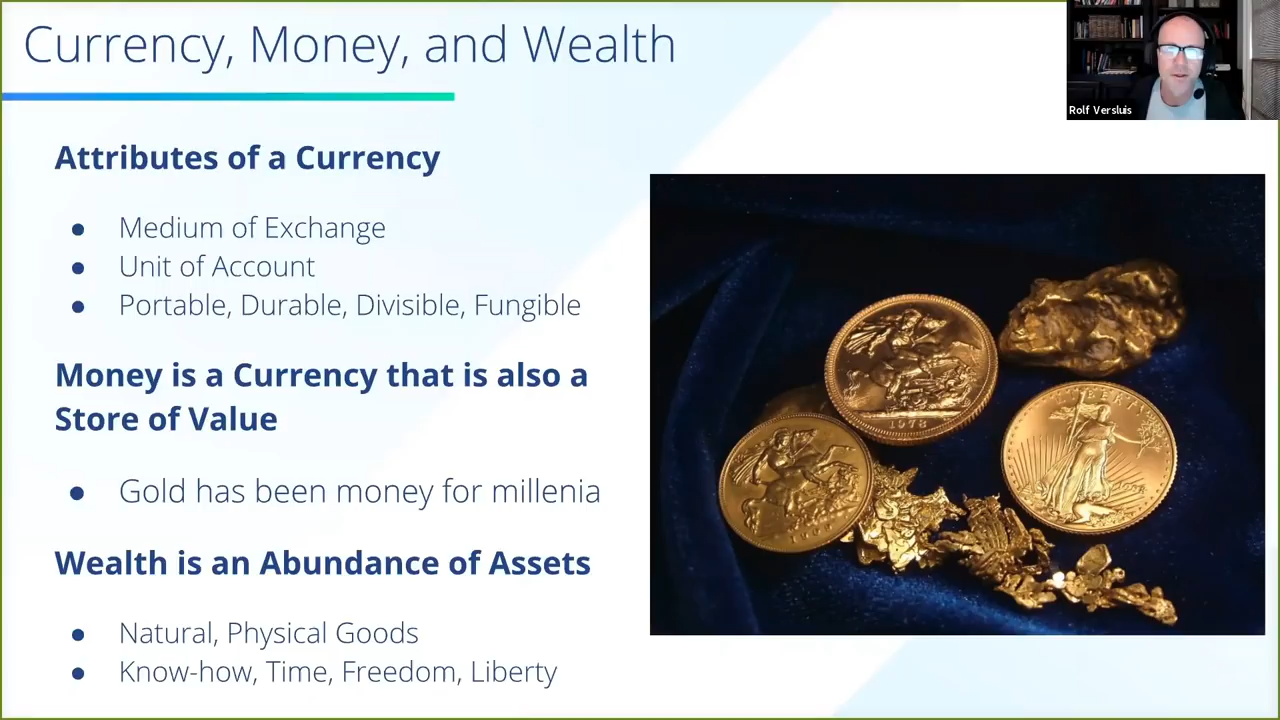 Currency, Money, and Wealth
Rolf Versluis
Attributes of a Currency
● Medium of Exchange
● Unit of Account
● Portable, Durable, Divisible, Fungible
Money is a Currency that is also a
Store of Value
● Gold has been money for millenia
Wealth is an Abundance of Assets
● Natural, Physical Goods
● Know-how, Time, Freedom, Liberty
LIBERTY